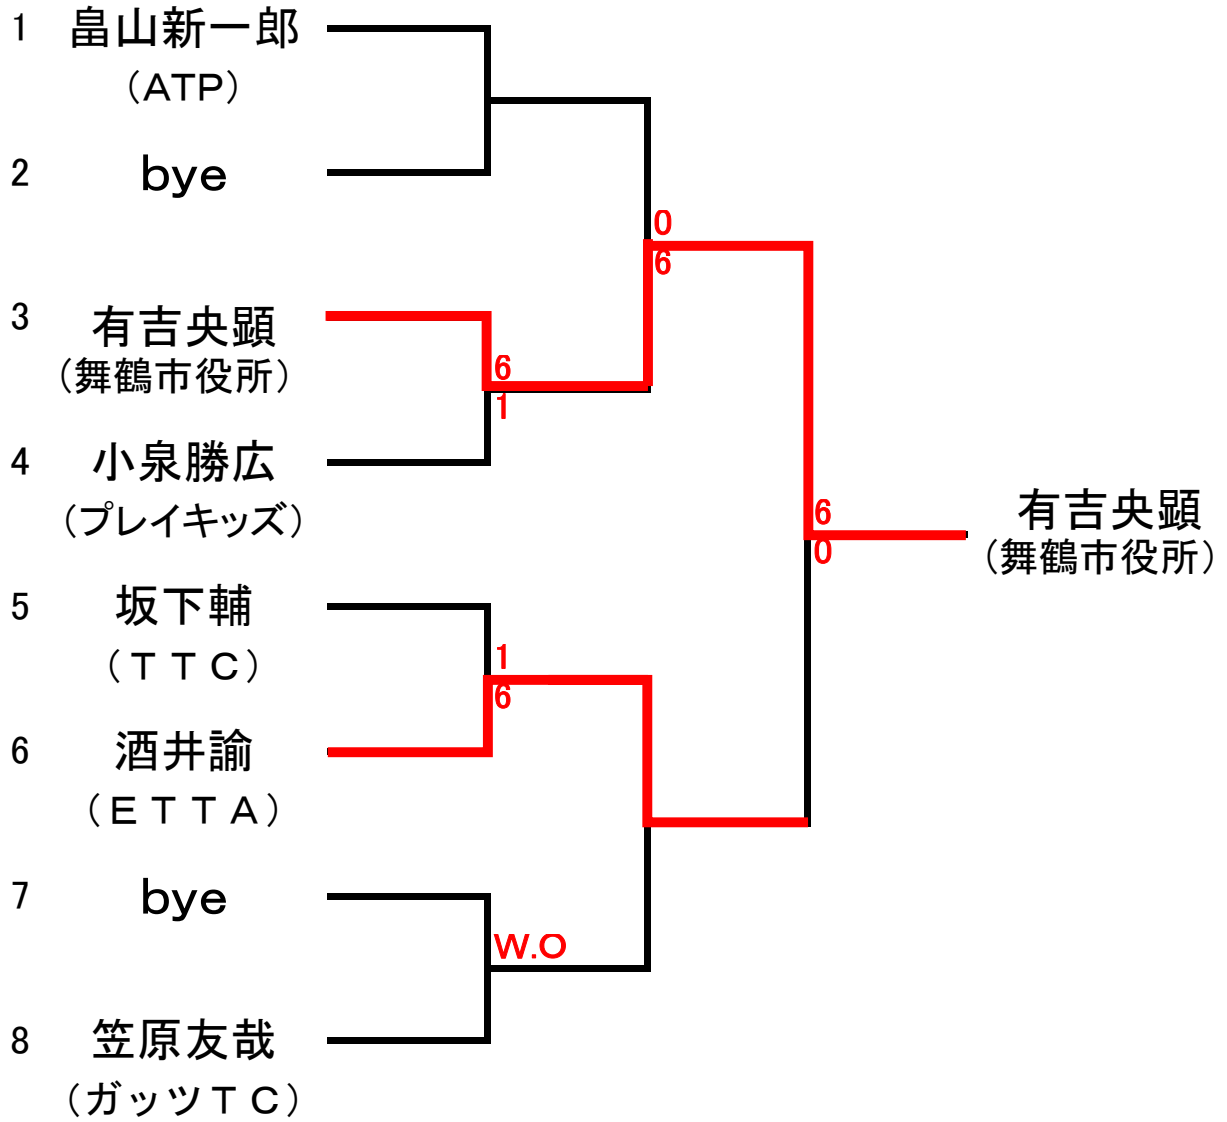 1 畠山新一郎
（ATP）
2 bye
0
6
3 有吉央顕
（舞鶴市役所）
6
1
4 小泉勝広
（プレイキッズ）
6
0
有吉央顕
（舞鶴市役所）
5 坂下輔
（ＴＴＣ）
1
6
6 酒井諭
（ＥＴＴＡ）
7 bye
W.O
8 笠原友哉
（ガッツＴＣ）